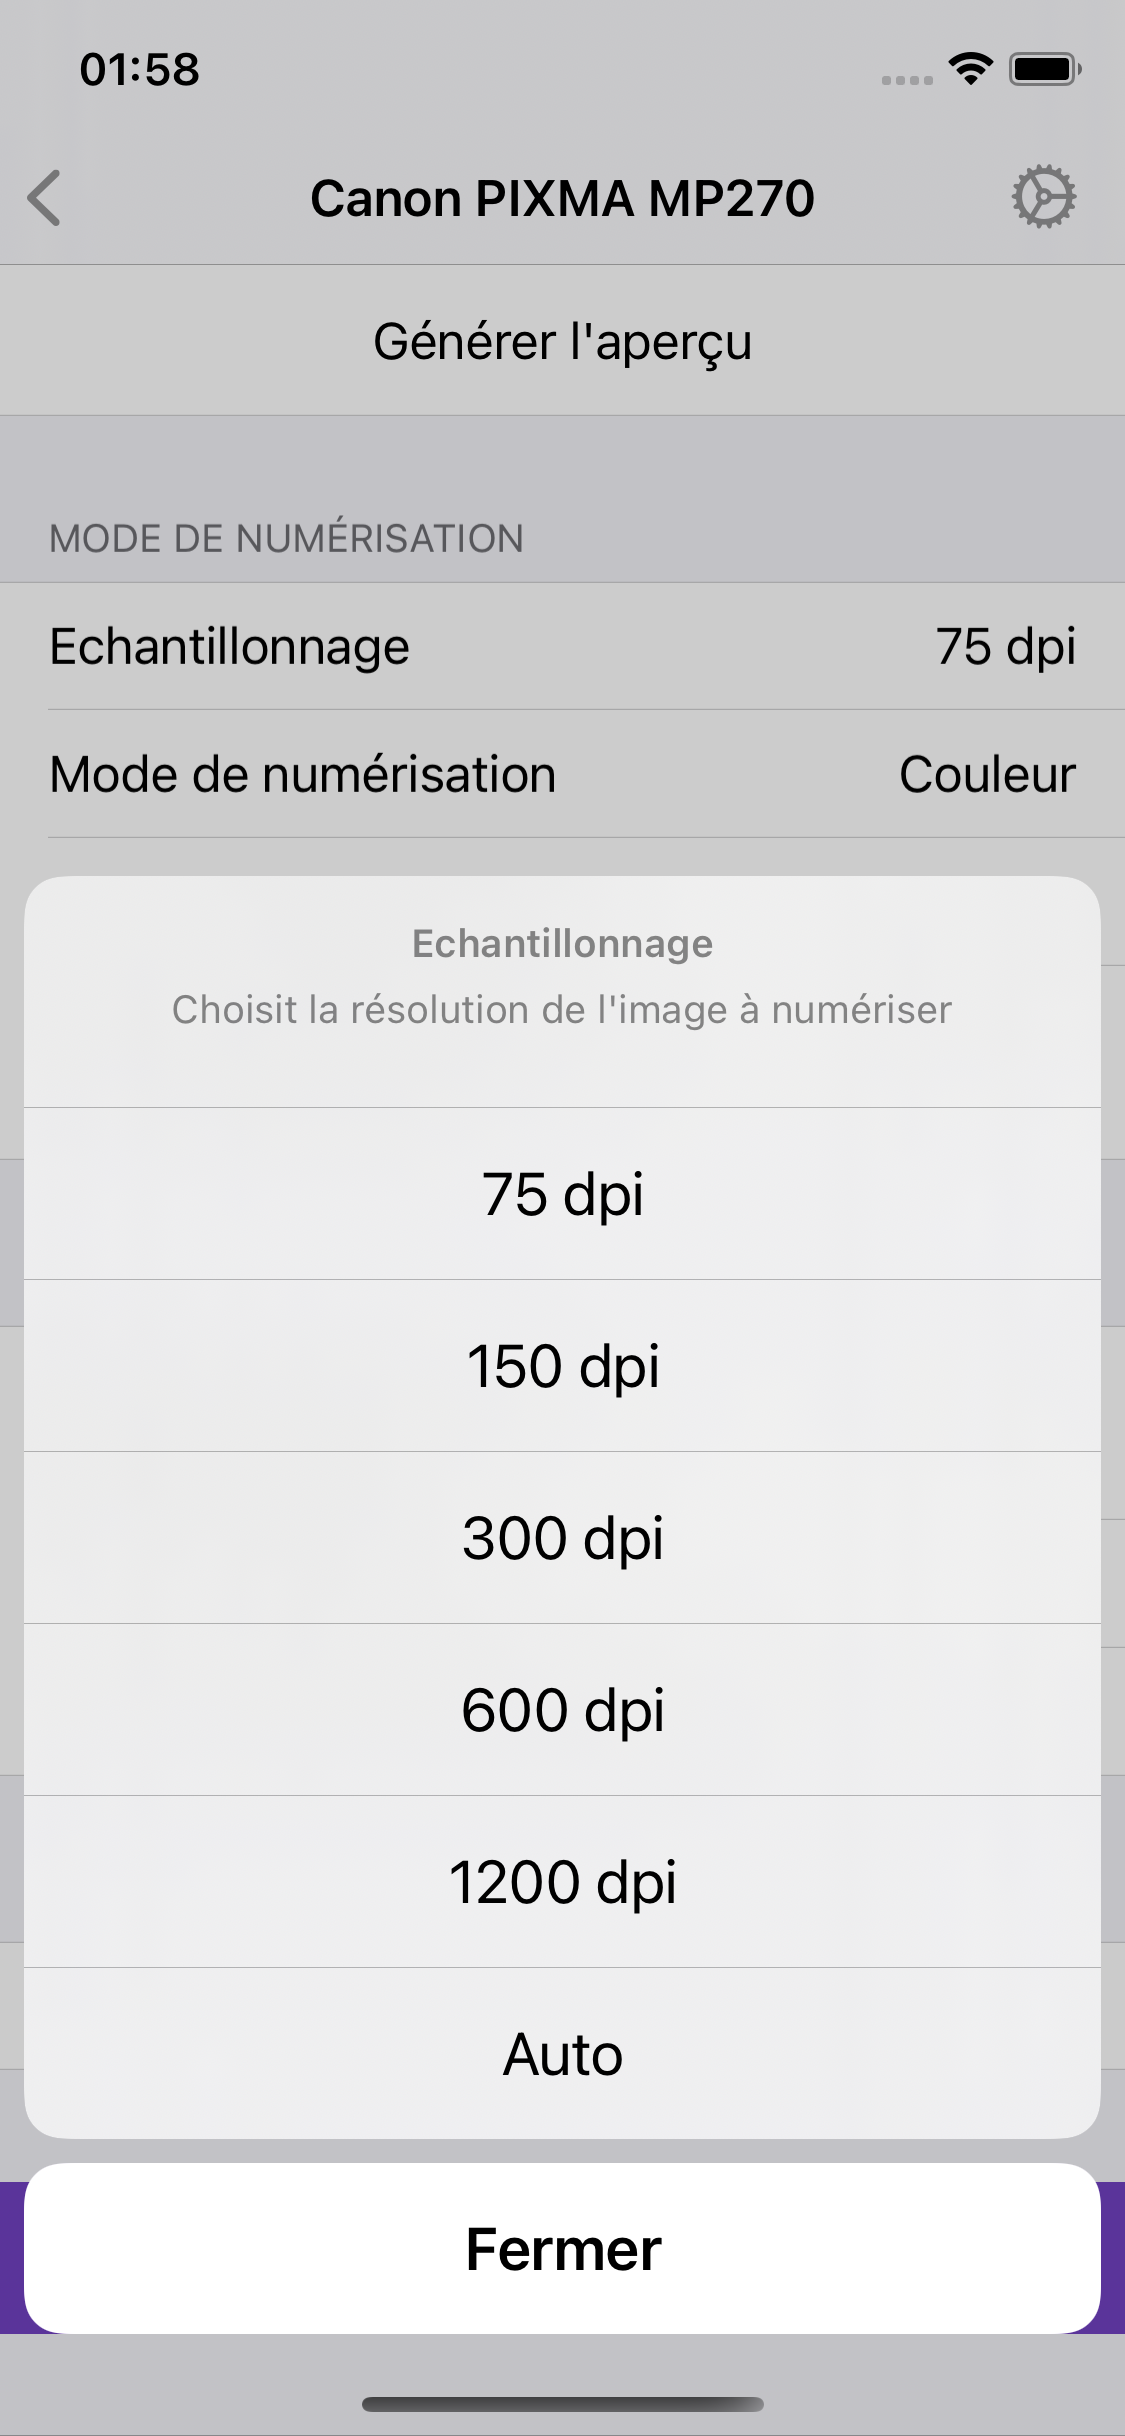 01:58
Canon PIXMA MP270
Générer l'aperçu
MODE DE NUMÉRISATION
Echantillonnage 75 dpi
Mode de numérisation Couleur
Echantillonnage
Choisit la résolution de l'image à numériser
75 dpi
150 dpi
300 dpi
600 dpi
1200 dpi
Auto
Fermer